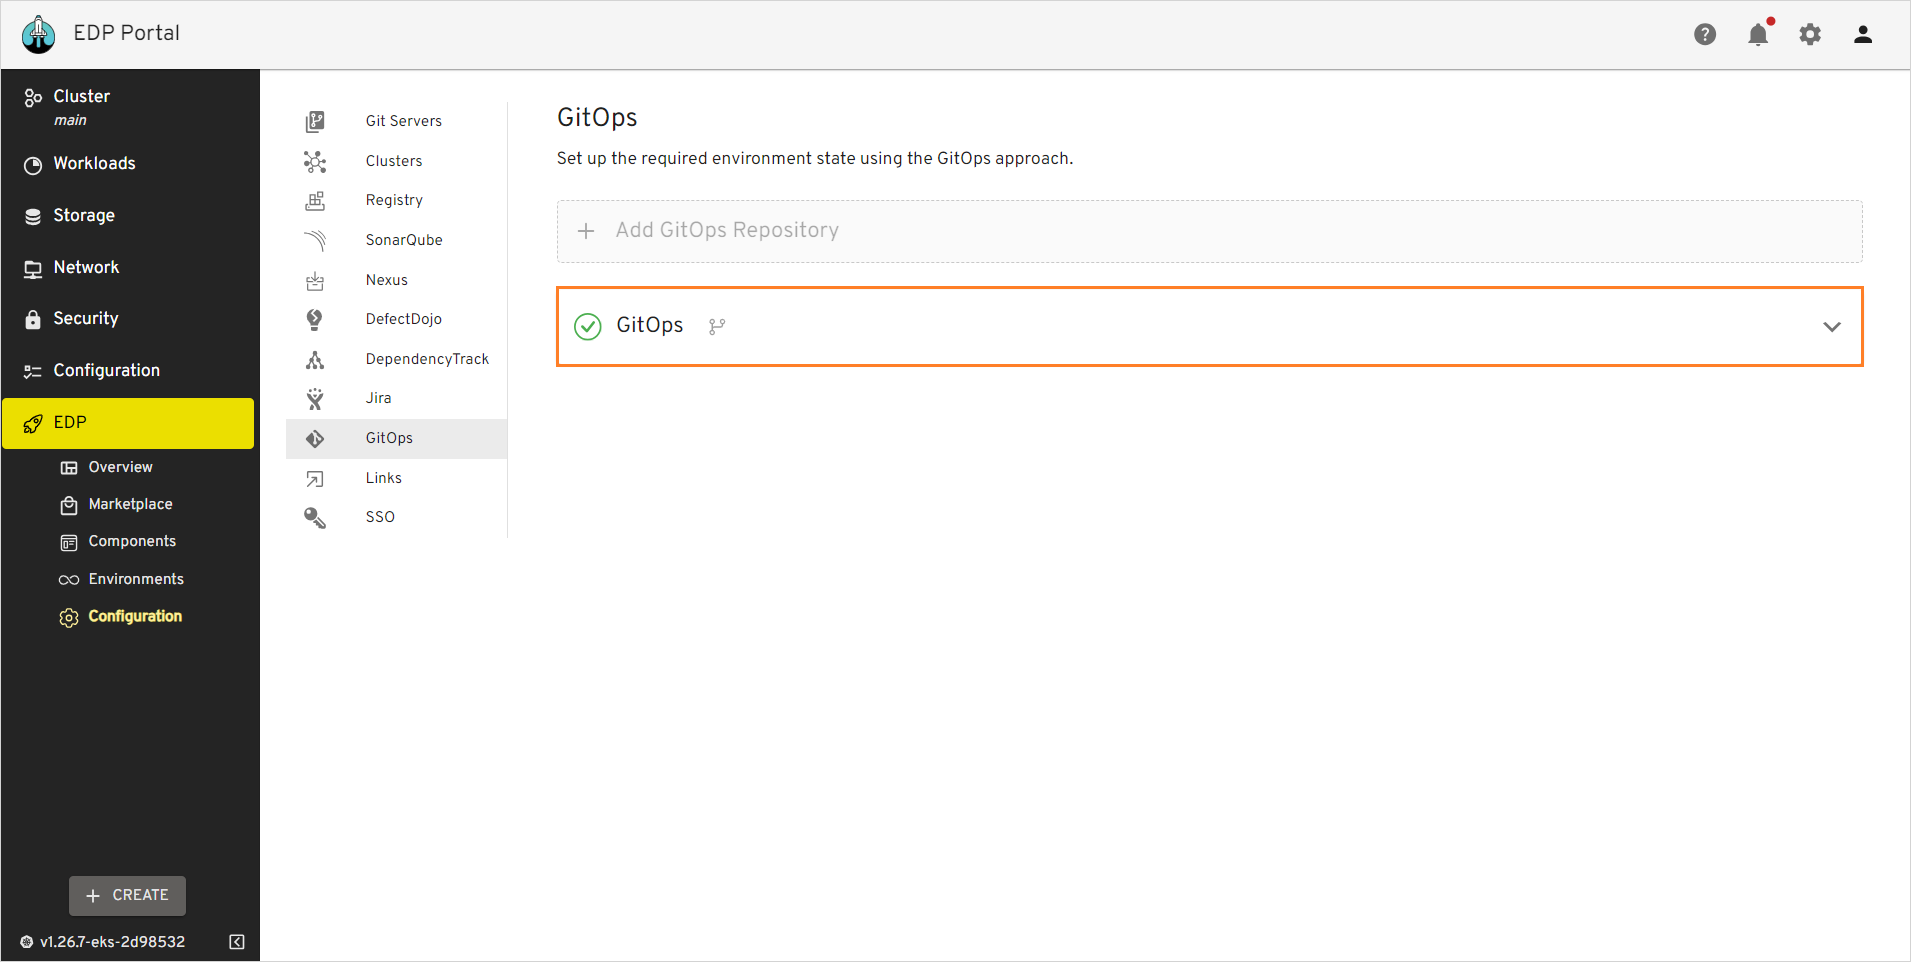 EDP Portal
Cluster
main
Workloads
Storage
Network
Security
Configuration
EDP
Overview
Marketplace
Components
Environments
Configuration
CREATE
v1.26.7-eks-2d98532
Git Servers
Clusters
Registry
SonarQube
Nexus
DefectDojo
DependencyTrack
Jira
GitOps
Links
SSO
GitOps
Set up the required environment state using the GitOps approach.
Add GitOps Repository
GitOps